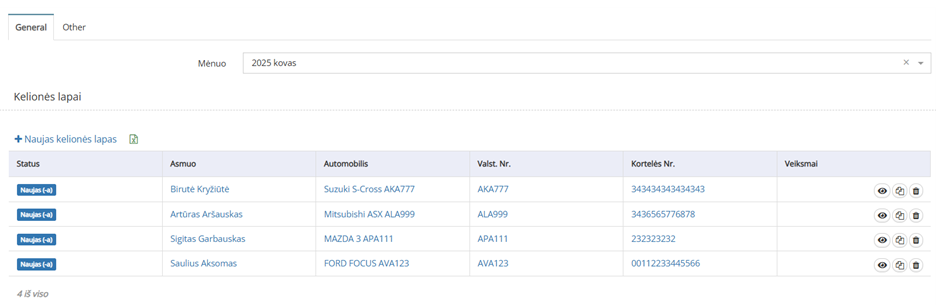 General Other
Mėnuo 2025 kovas
Kelionės lapai
Naujas kelionės lapas
Status Asmuo Automobilis Valst. Nr. Kortelės Nr. Veiksmai
Naujas (-a) Birutė Kryžiūtė Suzuki S-Cross AKA777 AKA777 343434343434343
Naujas (-a) Artūras Aršauskas Mitsubishi ASX ALA999 ALA999 3436565776878
Naujas (-a) Sigitas Garbauskas MAZDA 3 APA111 APA111 232323232
Naujas (-a) Saulius Aksomas FORD FOCUS AVA123 AVA123 00112233445566
4 iš viso